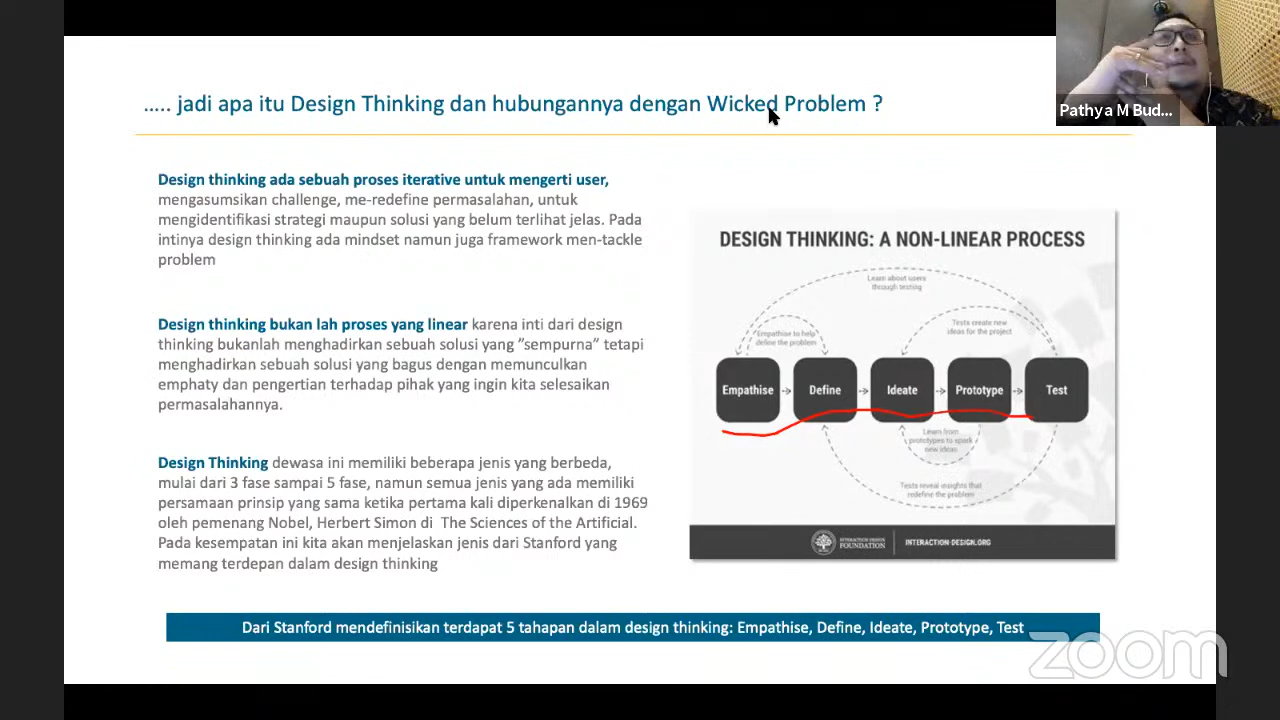 ..... jadi apa itu Design Thinking dan hubungannya dengan Wicked Problem ?
Pathya M Bud...
Design thinking ada sebuah proses iterative untuk mengerti user,
mengasumsikan challenge, me-redefine permasalahan, untuk
mengidentifikasi strategi maupun solusi yang belum terlihat jelas. Pada
intinya design thinking ada mindset namun juga framework men-tackle
problem
Design thinking bukan lah proses yang linear karena inti dari design
thinking bukanlah menghadirkan sebuah solusi yang ”sempurna” tetapi
menghadirkan sebuah solusi yang bagus dengan memunculkan
emphaty dan pengertian terhadap pihak yang ingin kita selesaikan
permasalahannya.
Design Thinking dewasa ini memiliki beberapa jenis yang berbeda,
mulai dari 3 fase sampai 5 fase, namun semua jenis yang ada memiliki
persamaan prinsip yang sama ketika pertama kali diperkenalkan di 1969
oleh pemenang Nobel, Herbert Simon di The Sciences of the Artificial.
Pada kesempatan ini kita akan menjelaskan jenis dari Stanford yang
memang terdepan dalam design thinking
DESIGN THINKING: A NON-LINEAR PROCESS
Learn about users
through testing
Empathise to help
define the problem
Tests create new
ideas for the project
Empathise
Define
Ideate
Prototype
Test
Learn from
prototypes to spark
new ideas
Tests reveal insights that
redefine the problem
INTERACTION DESIGN
FOUNDATION
INTERACTION-DESIGN.ORG
Dari Stanford mendefinisikan terdapat 5 tahapan dalam design thinking: Empathise, Define, Ideate, Prototype, Test
zoom